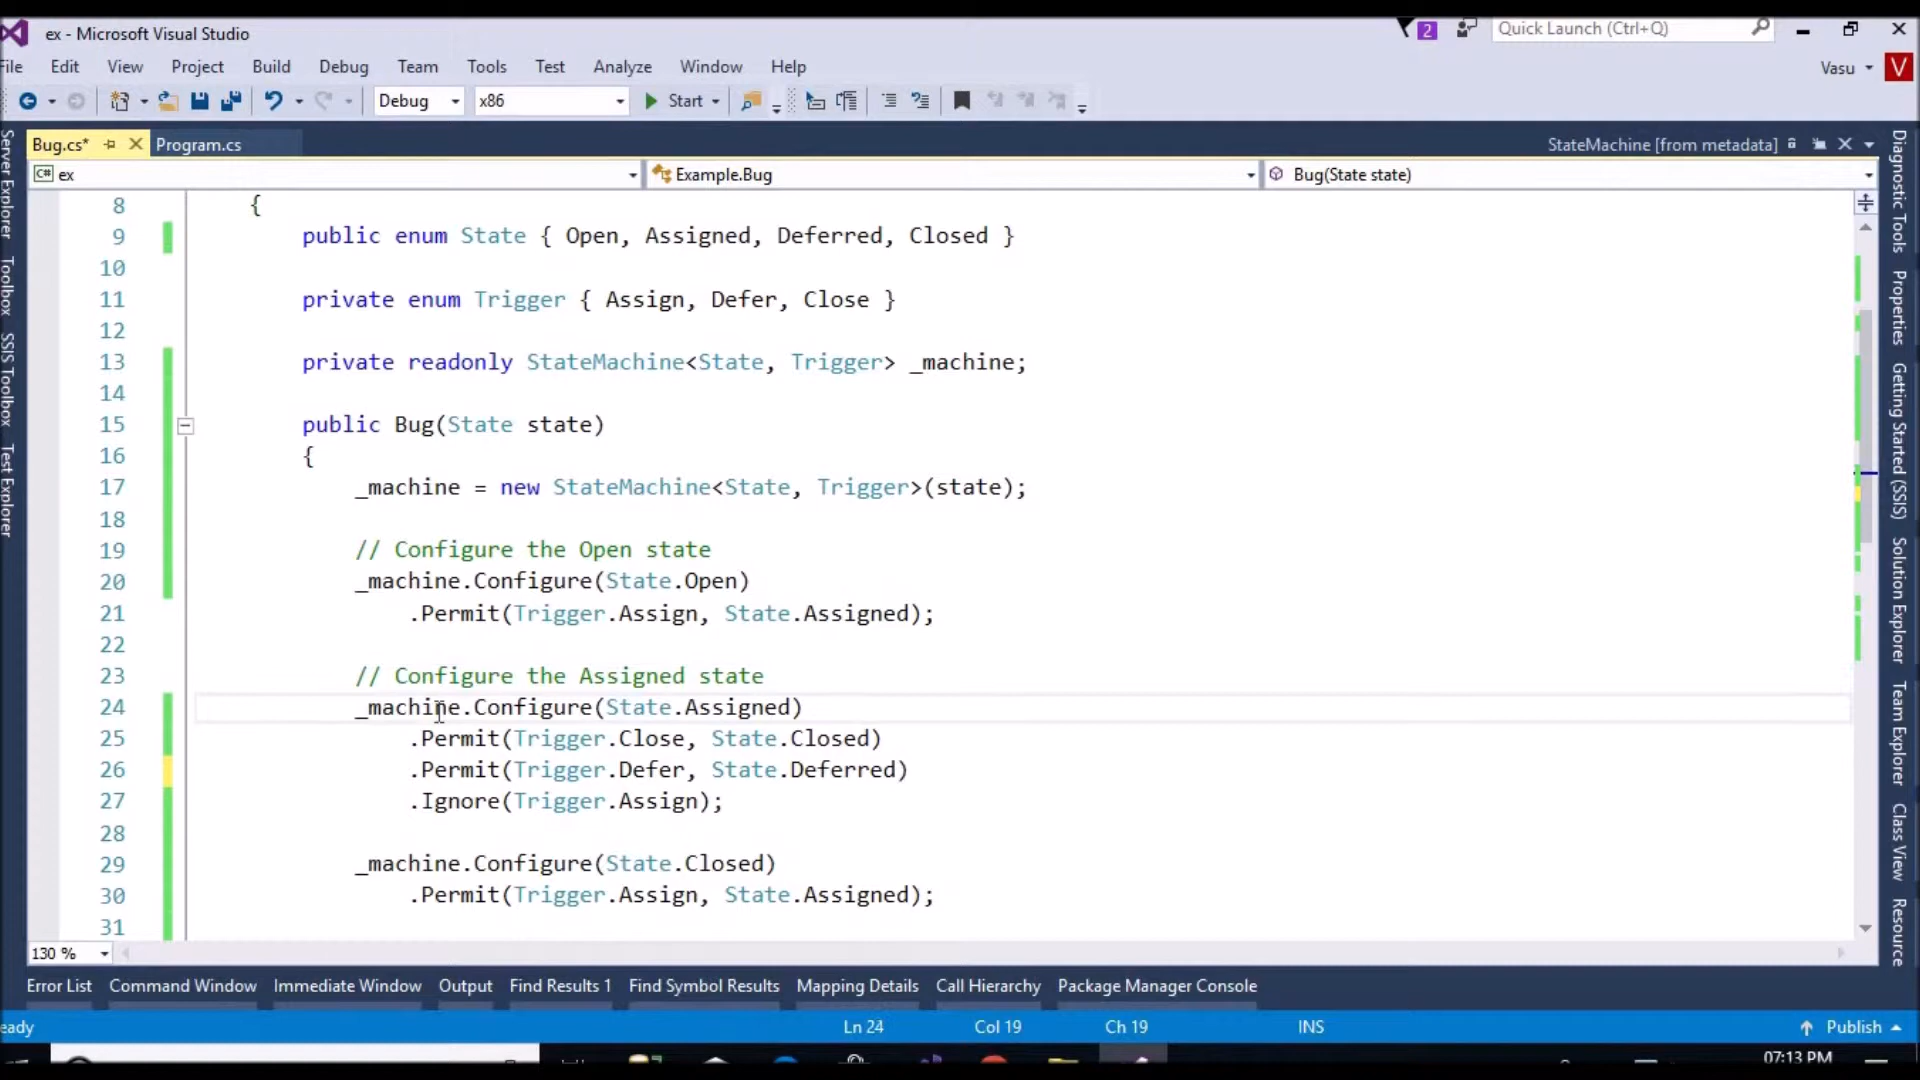 ex - Microsoft Visual Studio
2
Quick Launch (Ctrl+Q)
File Edit View Project Build Debug Team Tools Test Analyze Window Help
Vasu
V
Debug x86 Start
Bug.cs* Program.cs
StateMachine [from metadata]
C# ex
Example.Bug
Bug(State state)
8 {
9 public enum State { Open, Assigned, Deferred, Closed }
10
11 private enum Trigger { Assign, Defer, Close }
12
13 private readonly StateMachine<State, Trigger> _machine;
14
15 public Bug(State state)
16 {
17 _machine = new StateMachine<State, Trigger>(state);
18
19 // Configure the Open state
20 _machine.Configure(State.Open)
21 .Permit(Trigger.Assign, State.Assigned);
22
23 // Configure the Assigned state
24 _machine.Configure(State.Assigned)
25 .Permit(Trigger.Close, State.Closed)
26 .Permit(Trigger.Defer, State.Deferred)
27 .Ignore(Trigger.Assign);
28
29 _machine.Configure(State.Closed)
30 .Permit(Trigger.Assign, State.Assigned);
31
130 %
Server Explorer
Toolbox
SSIS Toolbox
Test Explorer
Diagnostic Tools
Properties
Getting Started (SSIS)
Solution Explorer
Team Explorer
Class View
Resource
Error List Command Window Immediate Window Output Find Results 1 Find Symbol Results Mapping Details Call Hierarchy Package Manager Console
eady
Ln 24 Col 19 Ch 19 INS
Publish
07:13 PM